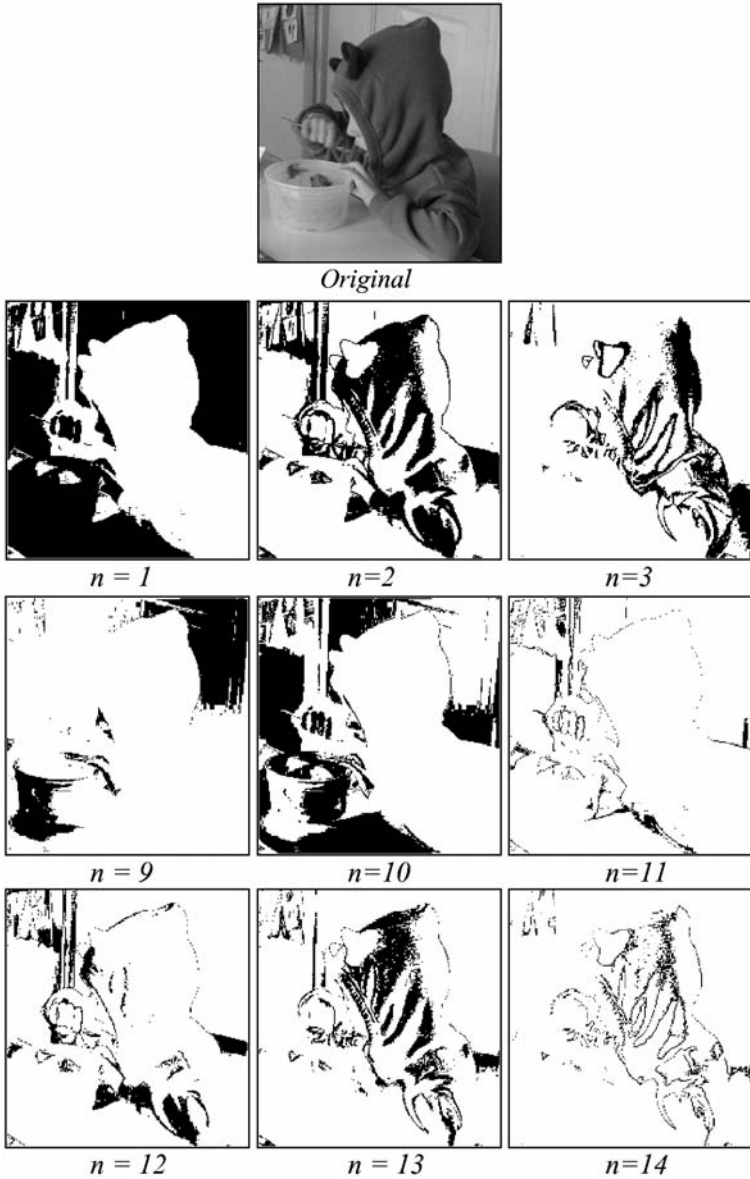 Original
n = 1 n=2 n=3
n = 9 n=10 n=11
n = 12 n = 13 n=14